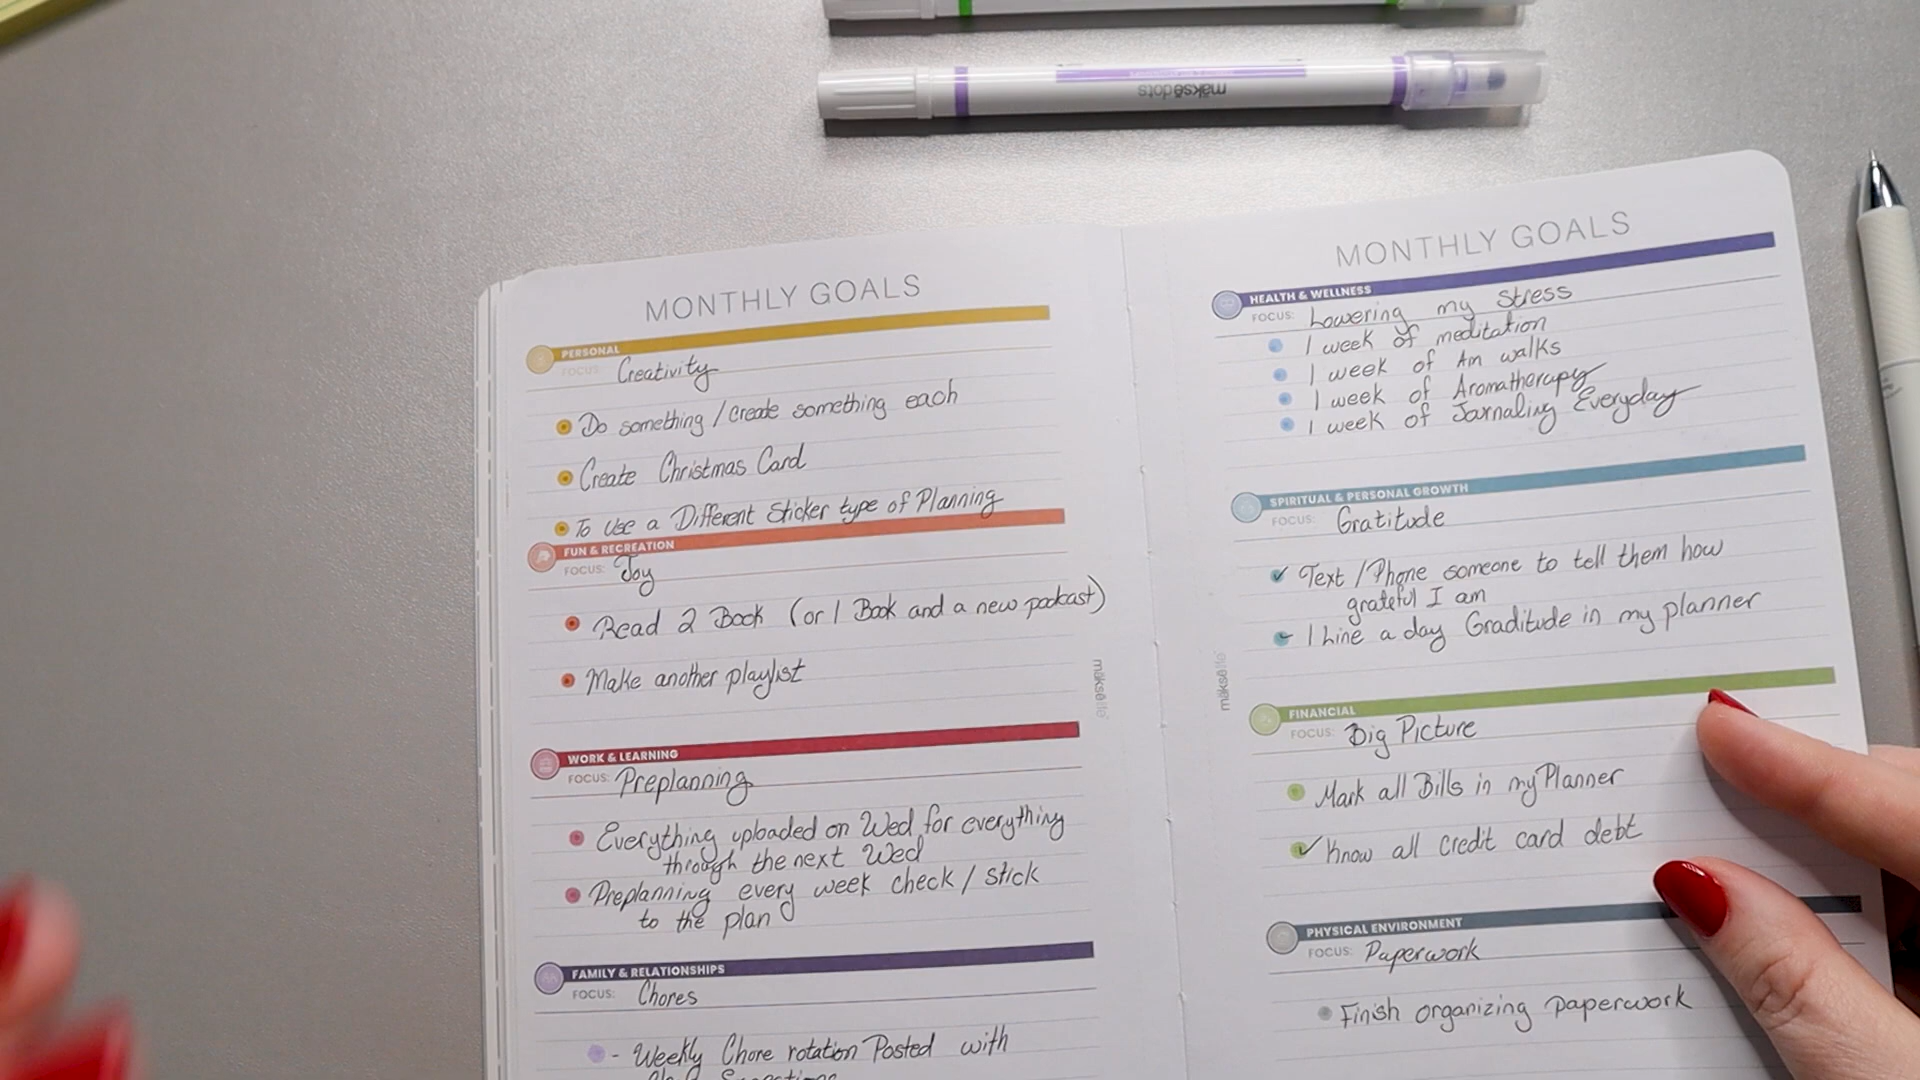 mäksēdots
MONTHLY GOALS
PERSONAL
FOCUS: Creativity
Do something / create something each
Create Christmas Card
To Use a Different Sticker type of Planning
FUN & RECREATION
FOCUS: Joy
Read 2 Book (or 1 Book and a new podcast)
Make another playlist
WORK & LEARNING
FOCUS: Preplanning
Everything uploaded on Wed for everything
through the next Wed
Preplanning every week check / stick
to the plan
FAMILY & RELATIONSHIPS
FOCUS: Chores
- Weekly Chore rotation Posted with
mäksēlife
MONTHLY GOALS
HEALTH & WELLNESS
FOCUS: Lowering my Stress
1 week of meditation
1 week of Am walks
1 week of Aromatherapy
1 week of Journaling Everyday
SPIRITUAL & PERSONAL GROWTH
FOCUS: Gratitude
Text / Phone someone to tell them how
grateful I am
1 Line a day Graditude in my planner
mäksēlife
FINANCIAL
FOCUS: Big Picture
Mark all Bills in my Planner
Know all credit card debt
PHYSICAL ENVIRONMENT
FOCUS: Paperwork
Finish organizing paperwork